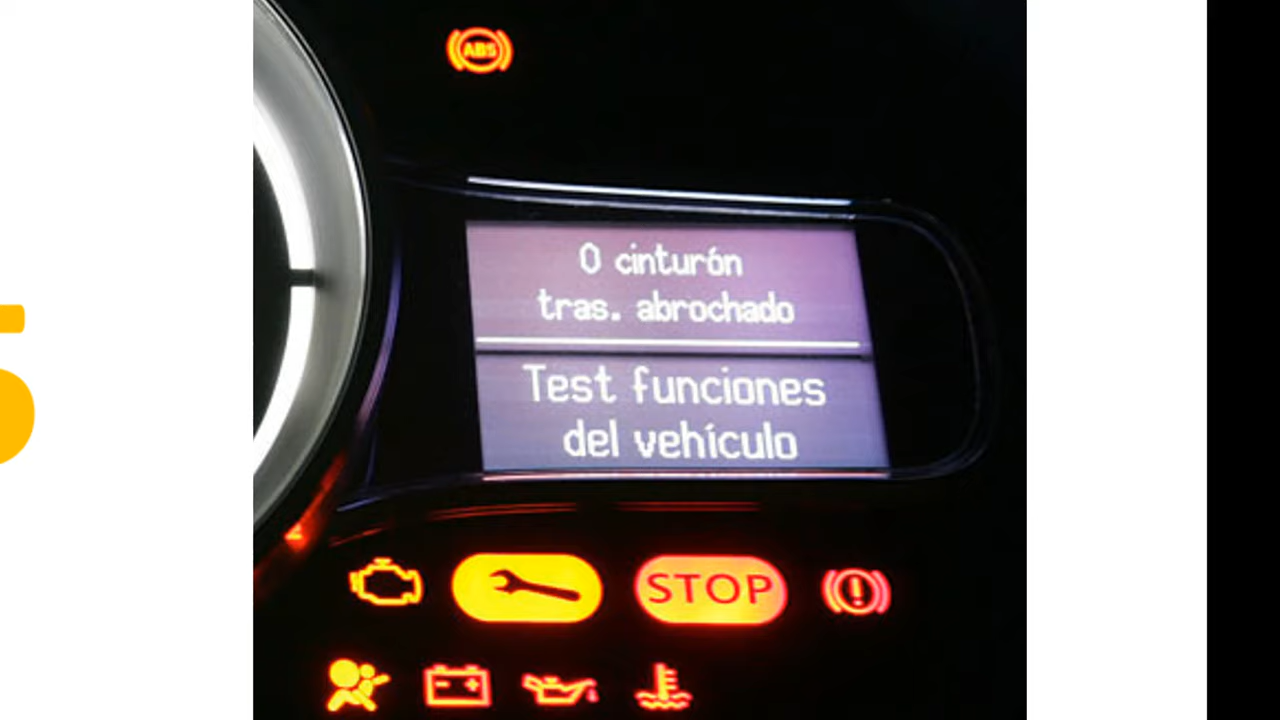 ABS
0 cinturón
tras. abrochado
Test funciones
del vehículo
STOP